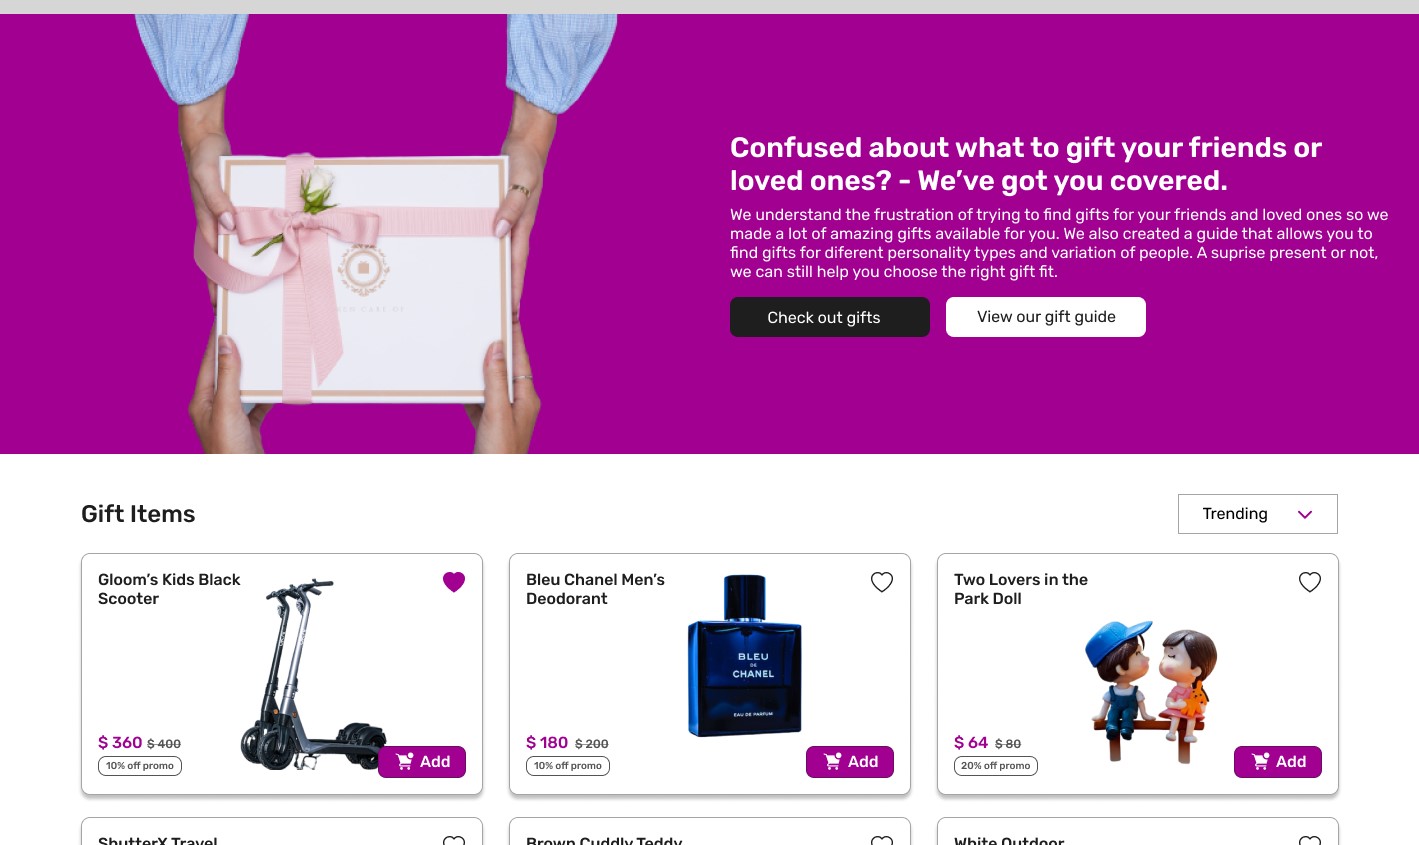 Confused about what to gift your friends or
loved ones? - We’ve got you covered.
We understand the frustration of trying to find gifts for your friends and loved ones so we
made a lot of amazing gifts available for you. We also created a guide that allows you to
find gifts for diferent personality types and variation of people. A suprise present or not,
we can still help you choose the right gift fit.
Check out gifts
View our gift guide
Gift Items
Trending
Gloom’s Kids Black
Scooter
$ 360 $ 400
10% off promo
Add
Bleu Chanel Men’s
Deodorant
BLEU
DE
CHANEL
EAU DE PARFUM
$ 180 $ 200
10% off promo
Add
Two Lovers in the
Park Doll
$ 64 $ 80
20% off promo
Add
ShutterX Travel
Brown Cuddly Teddy
White Outdoor